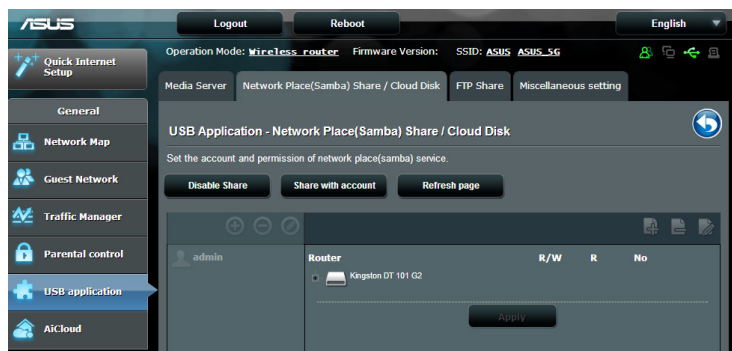 ASUS
Logout Reboot English
Quick Internet Setup
Operation Mode: Wireless router Firmware Version: SSID: ASUS ASUS_5G
Media Server Network Place(Samba) Share / Cloud Disk FTP Share Miscellaneous setting
General
Network Map
Guest Network
Traffic Manager
Parental control
USB application
AiCloud
USB Application - Network Place(Samba) Share / Cloud Disk
Set the account and permission of network place(samba) service.
Disable Share Share with account Refresh page
admin
Router R/W R No
Kingston DT 101 G2
Apply